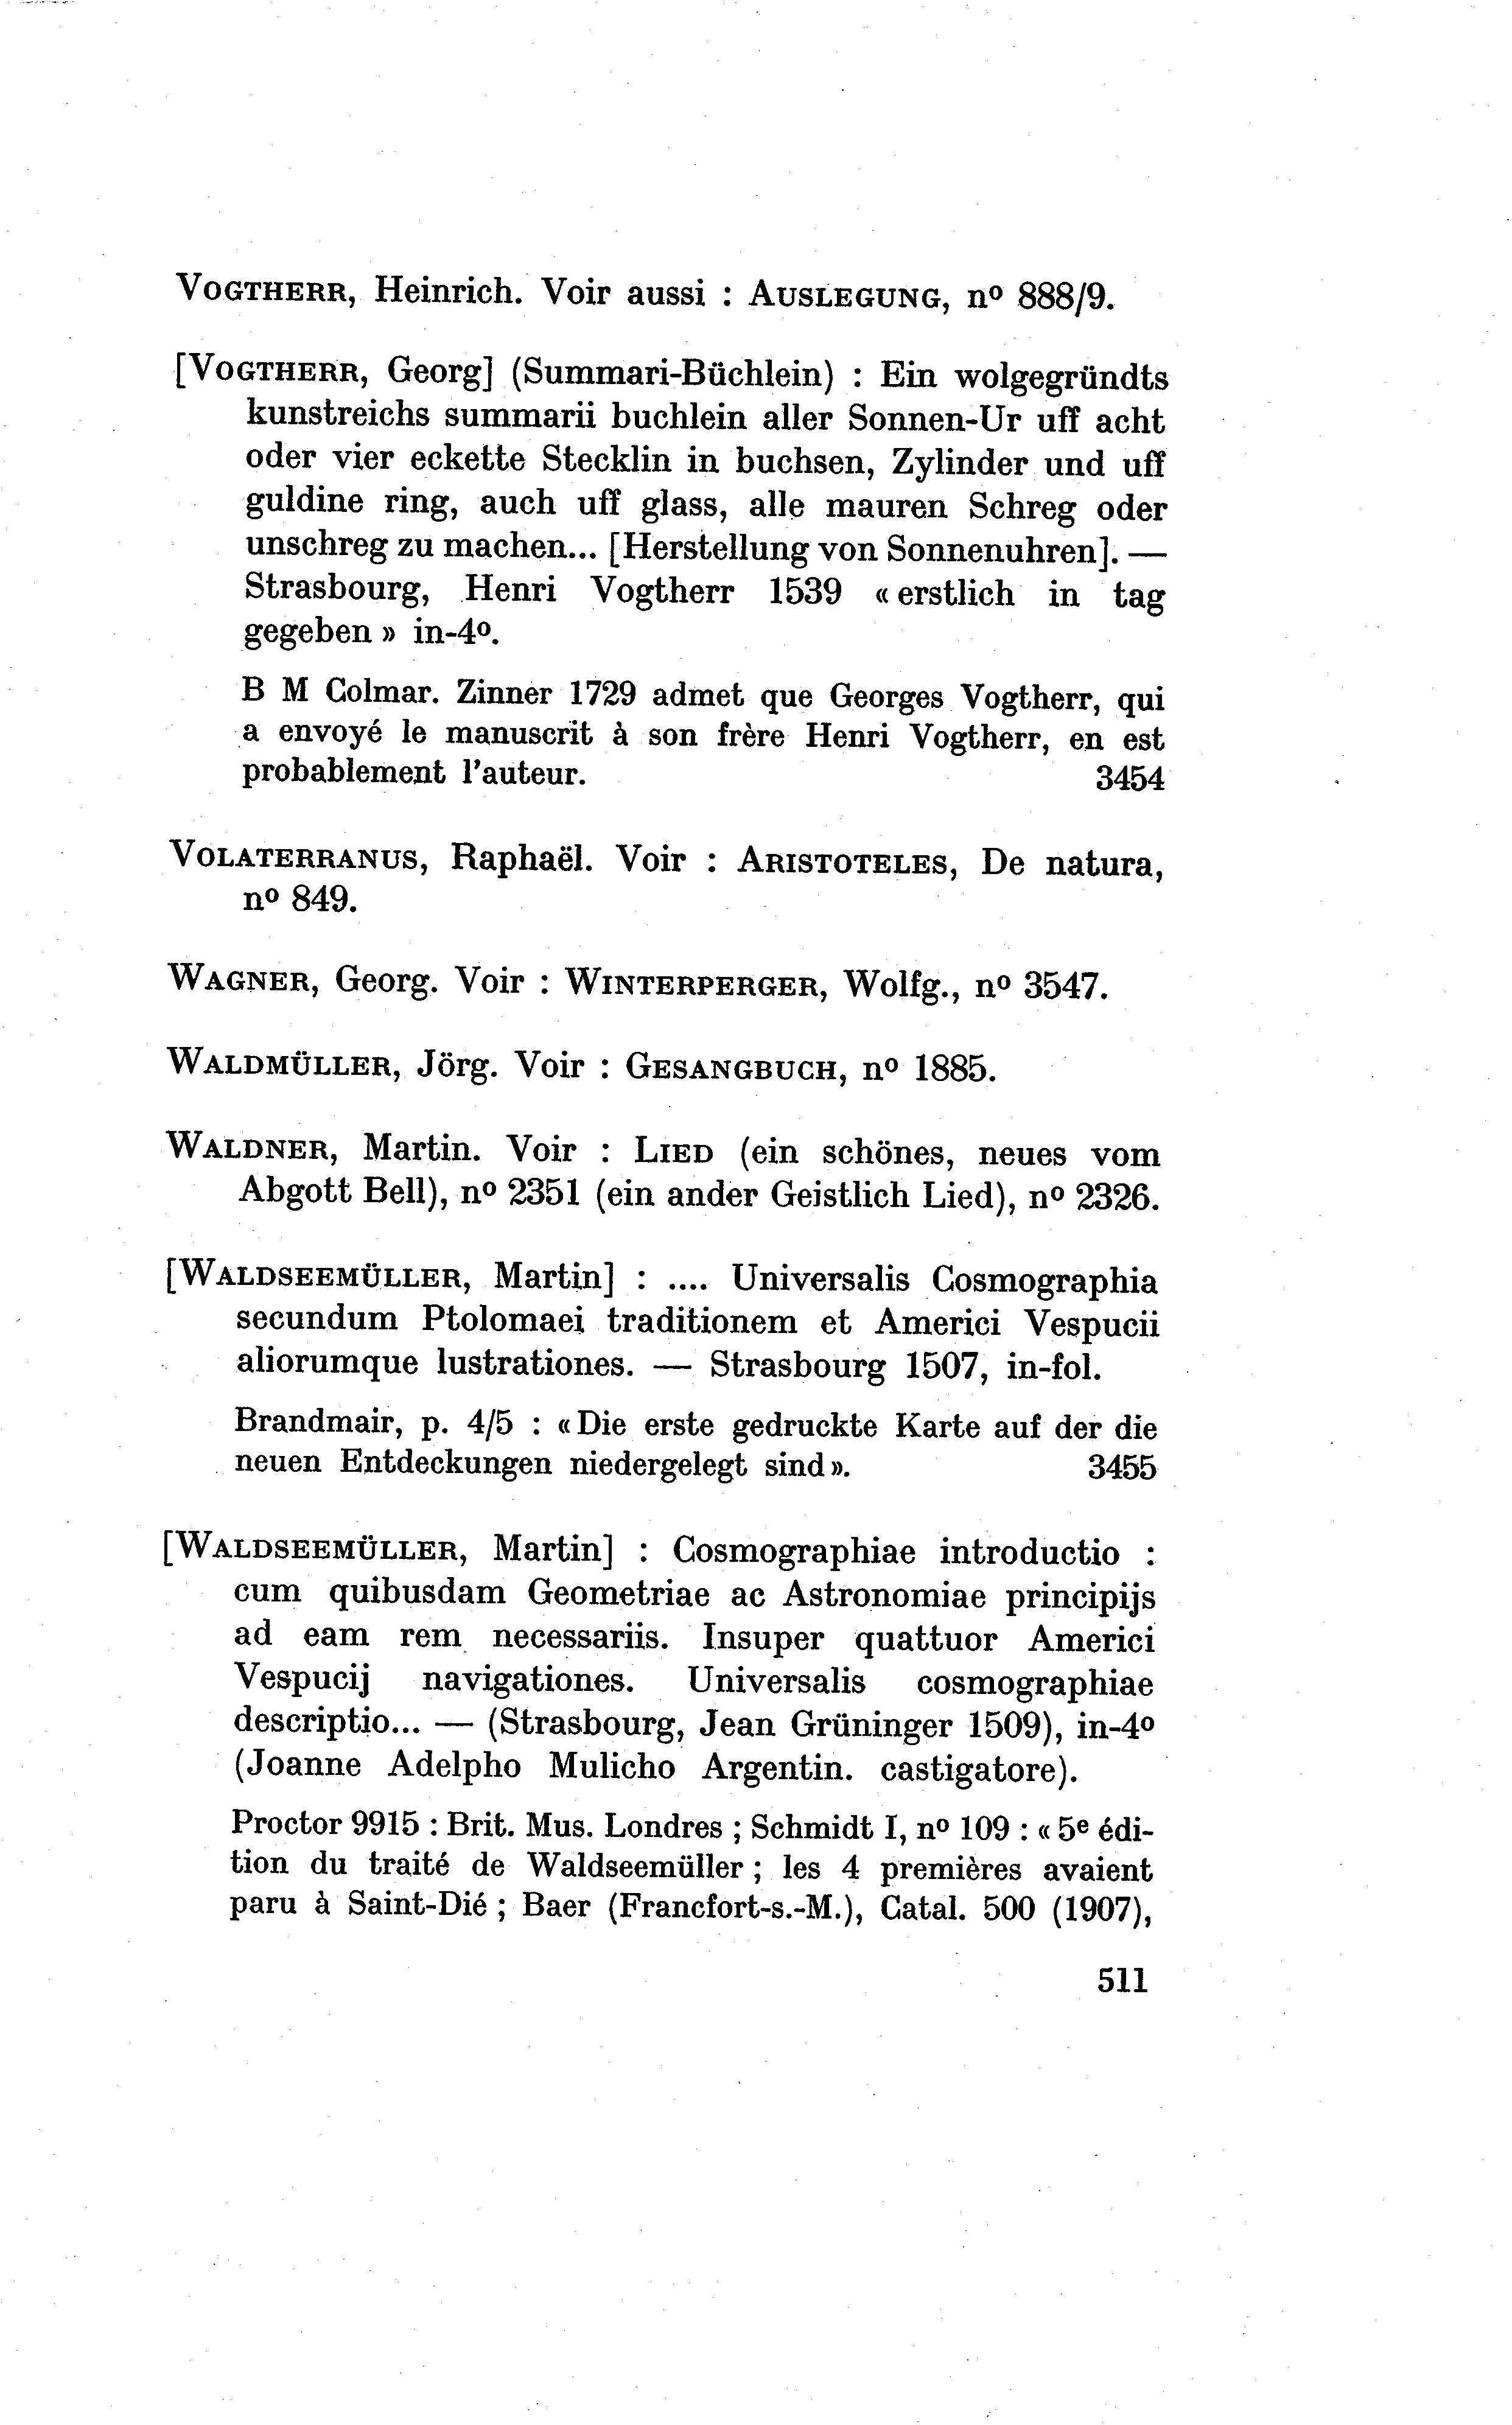 VOGTHERR, Heinrich. Voir aussi : AUSLEGUNG, nº 888/9.
[VOGTHERR, Georg] (Summari-Büchlein) : Ein wolgegründts
kunstreichs summarii buchlein aller Sonnen-Ur uff acht
oder vier eckette Stecklin in buchsen, Zylinder und uff
guldine ring, auch uff glass, alle mauren Schreg oder
unschreg zu machen... [Herstellung von Sonnenuhren]. —
Strasbourg, Henri Vogtherr 1539 « erstlich in tag
gegeben » in-4º.
B M Colmar. Zinner 1729 admet que Georges Vogtherr, qui
a envoyé le manuscrit à son frère Henri Vogtherr, en est
probablement l'auteur. 3454
VOLATERRANUS, Raphaël. Voir : ARISTOTELES, De natura,
nº 849.
WAGNER, Georg. Voir : WINTERPERGER, Wolfg., nº 3547.
WALDMÜLLER, Jörg. Voir : GESANGBUCH, nº 1885.
WALDNER, Martin. Voir : LIED (ein schönes, neues vom
Abgott Bell), nº 2351 (ein ander Geistlich Lied), nº 2326.
[WALDSEEMÜLLER, Martin] : .... Universalis Cosmographia
secundum Ptolomaei traditionem et Americi Vespucii
aliorumque lustrationes. — Strasbourg 1507, in-fol.
Brandmair, p. 4/5 : « Die erste gedruckte Karte auf der die
neuen Entdeckungen niedergelegt sind ». 3455
[WALDSEEMÜLLER, Martin] : Cosmographiae introductio :
cum quibusdam Geometriae ac Astronomiae principijs
ad eam rem necessariis. Insuper quattuor Americi
Vespucij navigationes. Universalis cosmographiae
descriptio... — (Strasbourg, Jean Grüninger 1509), in-4º
(Joanne Adelpho Mulicho Argentin. castigatore).
Proctor 9915 : Brit. Mus. Londres ; Schmidt I, nº 109 : « 5e édi-
tion du traité de Waldseemüller ; les 4 premières avaient
paru à Saint-Dié ; Baer (Francfort-s.-M.), Catal. 500 (1907),
511